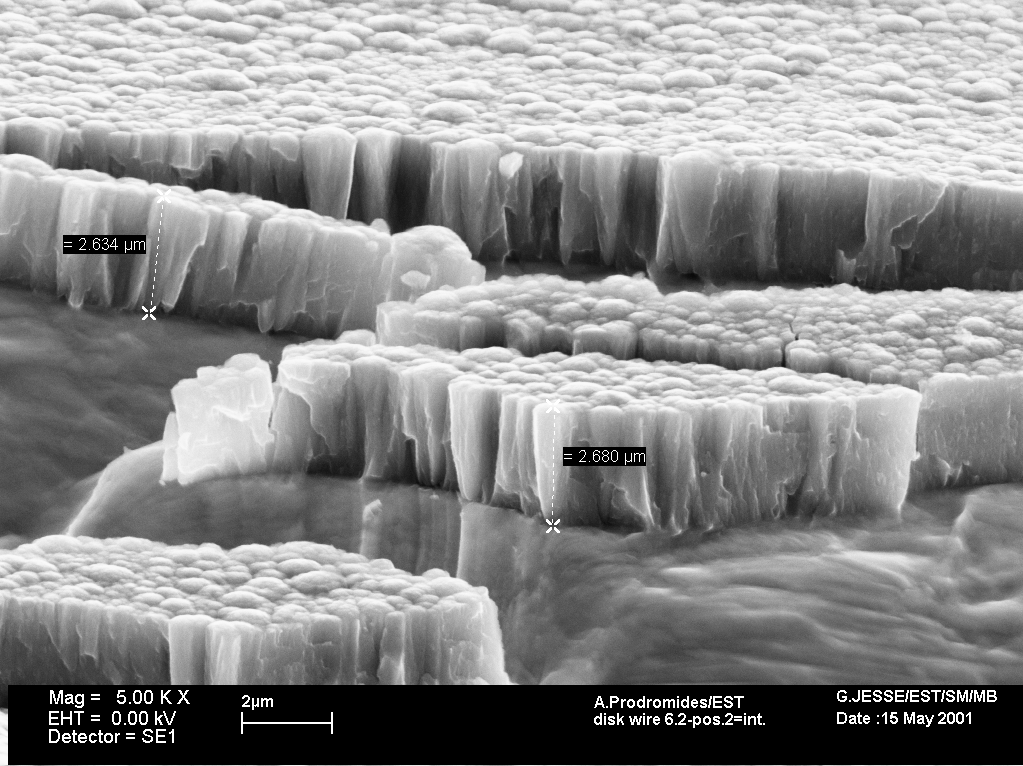 = 2.634 µm
= 2.680 µm
Mag = 5.00 K X
EHT = 0.00 kV
Detector = SE1
2µm
A.Prodromides/EST
disk wire 6.2-pos.2=int.
G.JESSE/EST/SM/MB
Date :15 May 2001